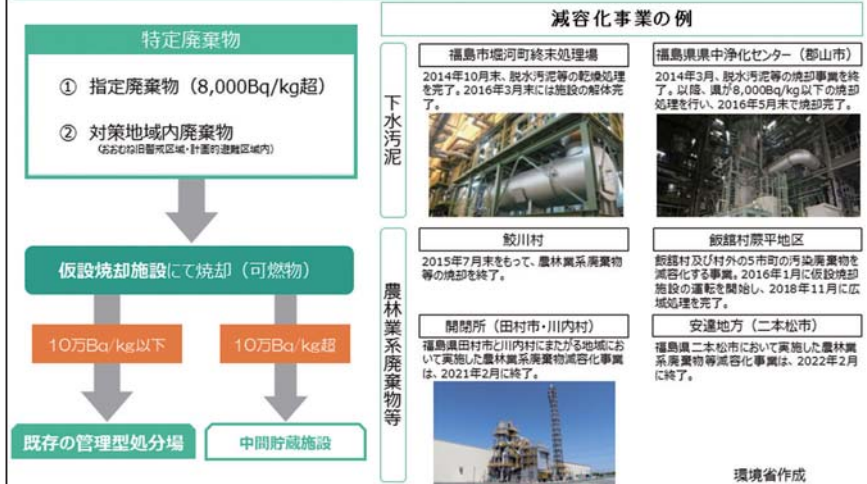 特定廃棄物
① 指定廃棄物(8,000Bq/kg超)
② 対策地域内廃棄物
(おおむね旧警戒区域・計画的避難区域内)
仮設焼却施設にて焼却(可燃物)
10万Bq/kg以下
10万Bq/kg超
既存の管理型処分場
中間貯蔵施設
減容化事業の例
下水汚泥
福島市堀河町終末処理場
2014年10月末、脱水汚泥等の乾燥処理
を完了。2016年3月末には施設の解体完
了。
福島県県中浄化センター(郡山市)
2014年3月、脱水汚泥等の焼却事業を終
了。以降、県が8,000Bq/kg以下の焼却
処理を行い、2016年5月末で焼却完了。
農林業系廃棄物等
鮫川村
2015年7月末をもって、農林業系廃棄物
等の焼却を終了。
飯舘村蕨平地区
飯舘村及び村外の5市町の汚染廃棄物を
減容化する事業。2016年1月に仮設焼却
施設の運転を開始し、2018年11月に広
域処理を完了。
開閉所(田村市・川内村)
福島県田村市と川内村にまたがる地域にお
いて実施した農林業系廃棄物減容化事業
は、2021年2月に終了。
安達地方(二本松市)
福島県二本松市において実施した農林業
系廃棄物等減容化事業は、2022年2月
に終了。
環境省作成